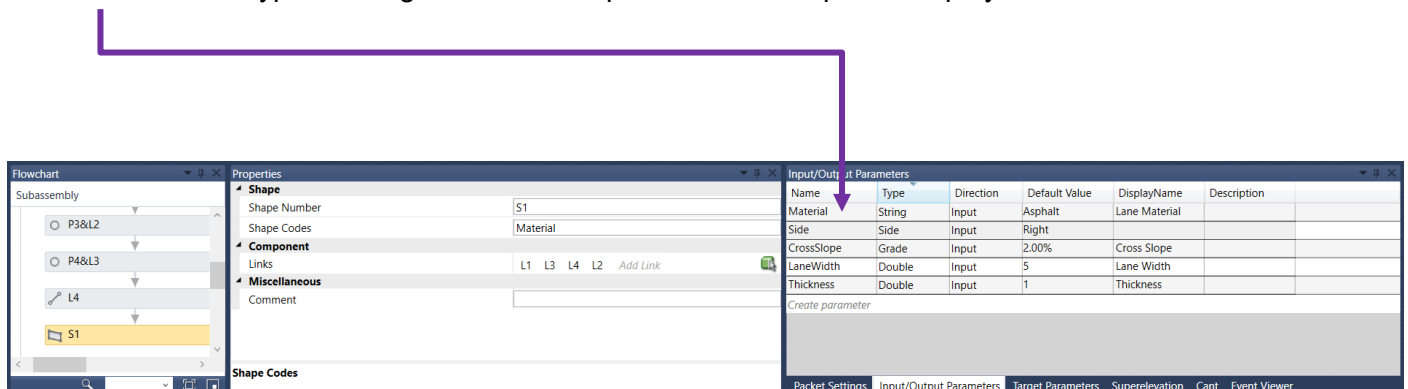 Flowchart
Subassembly
P3&L2
P4&L3
L4
S1
Properties
Shape
Shape Number S1
Shape Codes Material
Component
Links L1 L3 L4 L2 Add Link
Miscellaneous
Comment
Shape Codes
Input/Output Parameters
Name Type Direction Default Value DisplayName Description
Material String Input Asphalt Lane Material
Side Side Input Right
CrossSlope Grade Input 2.00% Cross Slope
LaneWidth Double Input 5 Lane Width
Thickness Double Input 1 Thickness
Create parameter
Packet Settings Input/Output Parameters Target Parameters Superelevation Cant Event Viewer